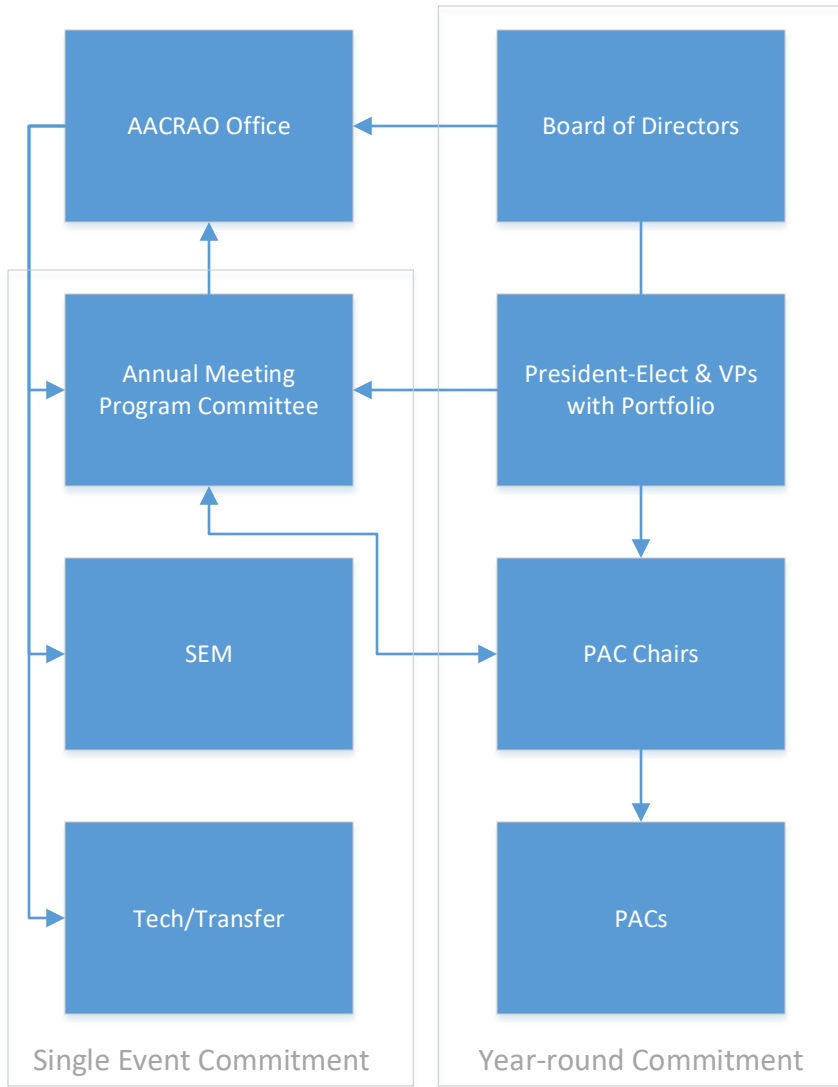 AACRAO Office
Board of Directors
Annual Meeting
Program Committee
President-Elect & VPs
with Portfolio
SEM
PAC Chairs
Tech/Transfer
PACs
Single Event Commitment
Year-round Commitment